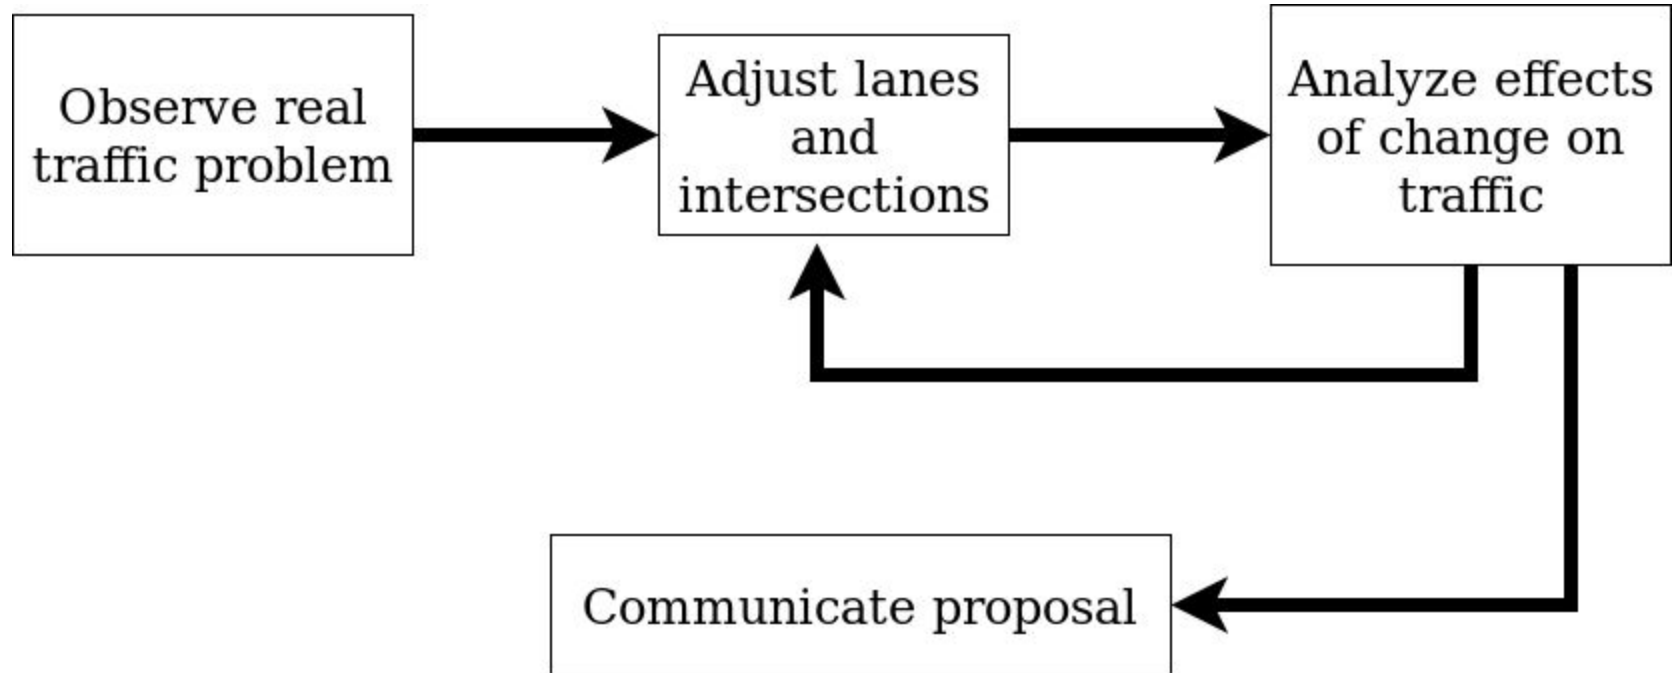 Observe real
traffic problem
Adjust lanes
and
intersections
Analyze effects
of change on
traffic
Communicate proposal